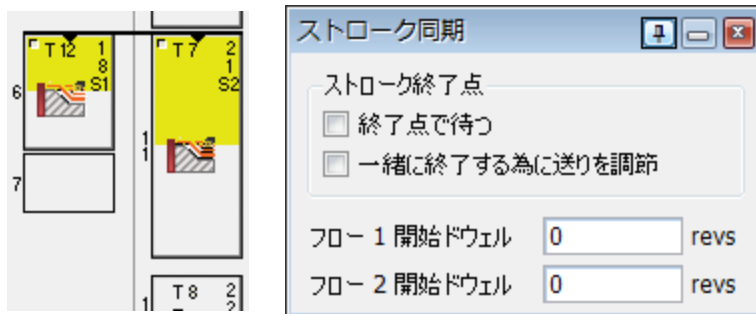 T 12 1
8
S1
6
7
T 7 2
1
S2
1
1
T 8 2
2
1
ストローク同期
ストローク終了点
終了点で待つ
一緒に終了する為に送りを調節
フロー 1 開始ドウェル 0 revs
フロー 2 開始ドウェル 0 revs